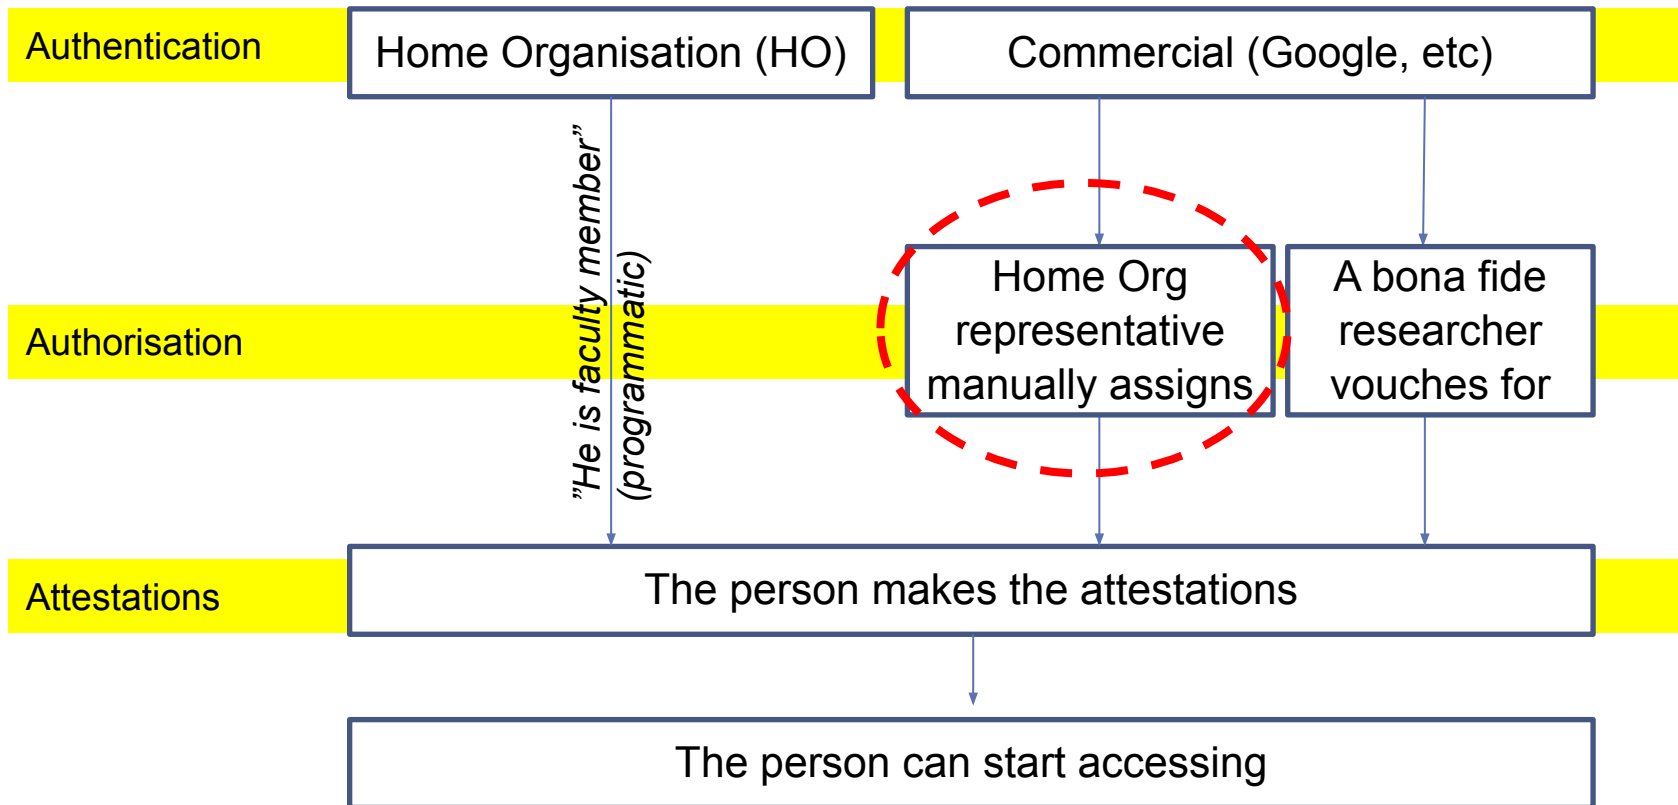 Authentication
Home Organisation (HO)
Commercial (Google, etc)
”He is faculty member”
(programmatic)
Authorisation
Home Org
representative
manually assigns
A bona fide
researcher
vouches for
Attestations
The person makes the attestations
The person can start accessing